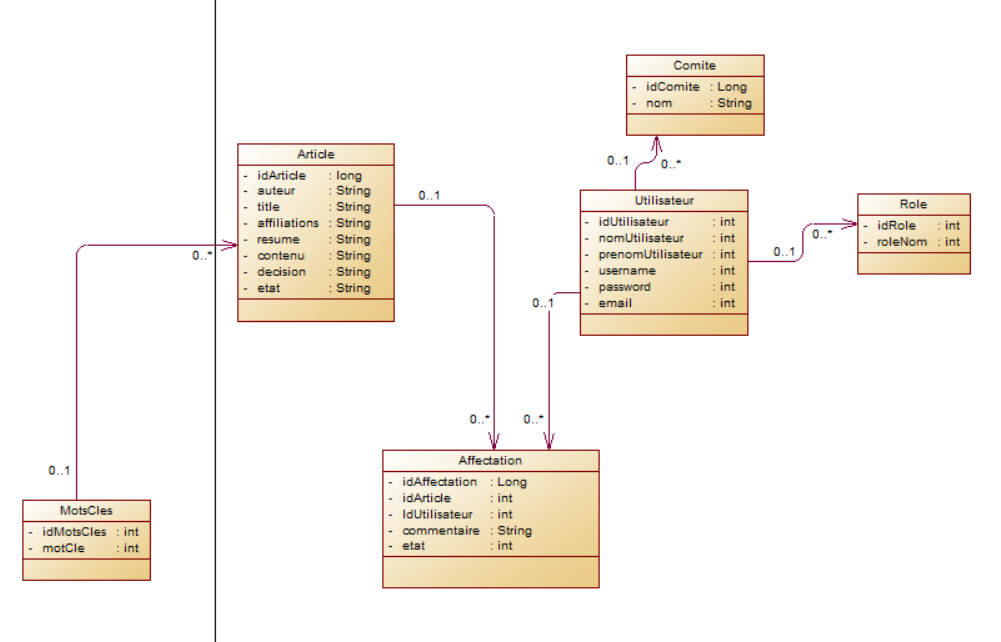 Comite
- idComite : Long
- nom : String
0..1
0..*
Article
- idArticle : long
- auteur : String
- title : String
- affiliations : String
- resume : String
- contenu : String
- decision : String
- etat : String
0..1
0..*
Utilisateur
- idUtilisateur : int
- nomUtilisateur : int
- prenomUtilisateur : int
- username : int
- password : int
- email : int
0..1
0..*
Role
- idRole : int
- roleNom : int
0..1
0..*
0..*
Affectation
- idAffectation : Long
- idArticle : int
- IdUtilisateur : int
- commentaire : String
- etat : int
0..1
MotsCles
- idMotsCles : int
- motCle : int